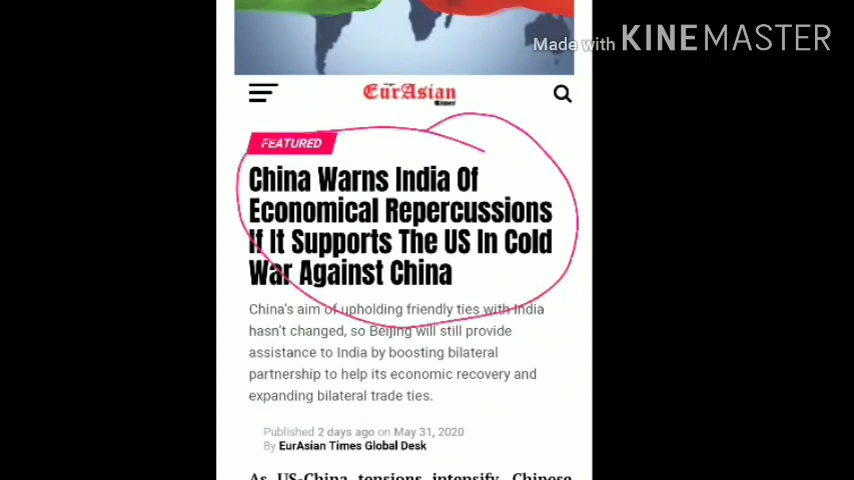 Made with KINEMASTER
EurAsian
Times
FEATURED
China Warns India Of
Economical Repercussions
If It Supports The US In Cold
War Against China
China's aim of upholding friendly ties with India
hasn't changed, so Beijing will still provide
assistance to India by boosting bilateral
partnership to help its economic recovery and
expanding bilateral trade ties.
Published 2 days ago on May 31, 2020
By EurAsian Times Global Desk
As US-China tensions intensify, Chinese